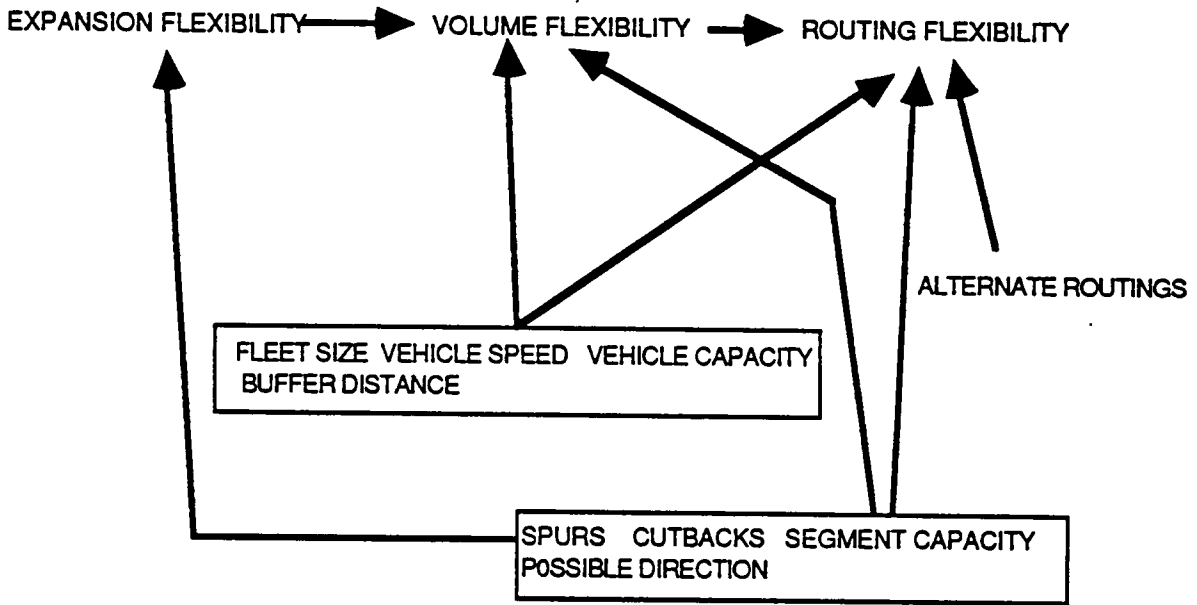 EXPANSION FLEXIBILITY VOLUME FLEXIBILITY ROUTING FLEXIBILITY
ALTERNATE ROUTINGS
FLEET SIZE VEHICLE SPEED VEHICLE CAPACITY
BUFFER DISTANCE
SPURS CUTBACKS SEGMENT CAPACITY
POSSIBLE DIRECTION